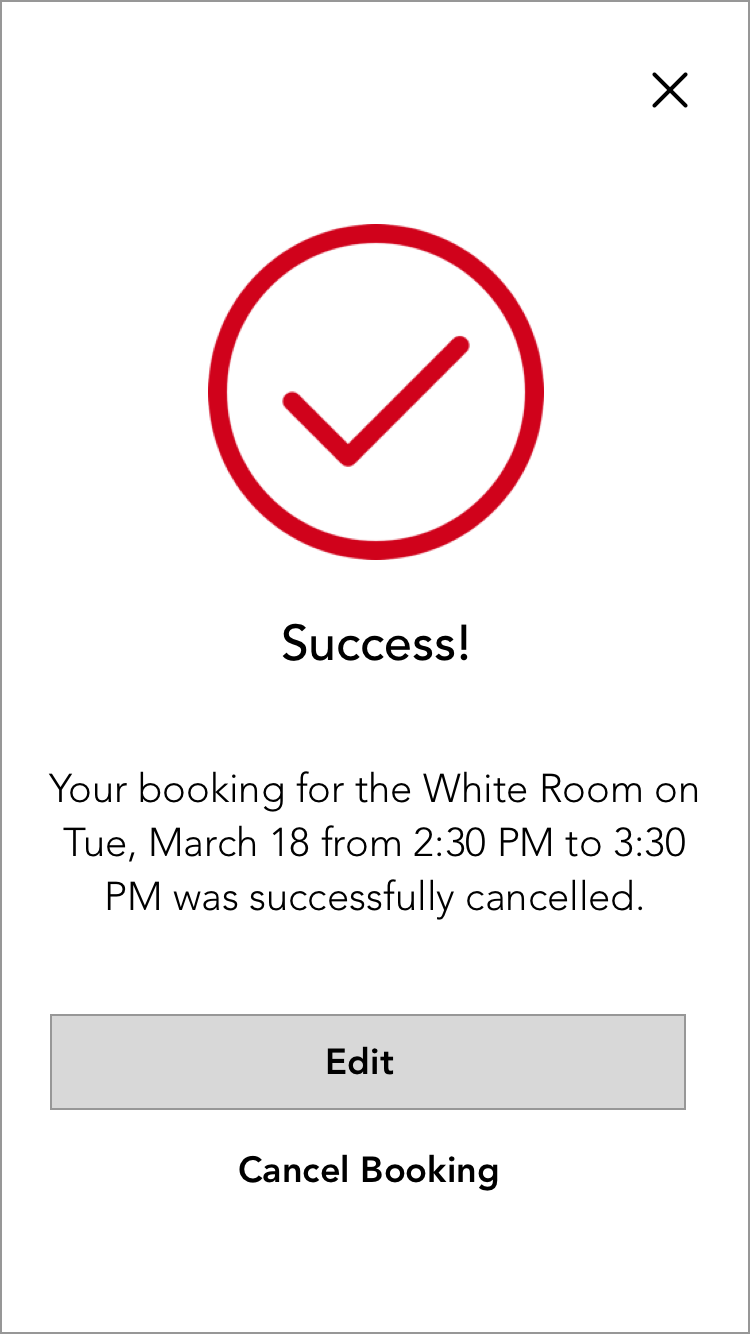 Success!
Your booking for the White Room on
Tue, March 18 from 2:30 PM to 3:30
PM was successfully cancelled.
Edit
Cancel Booking